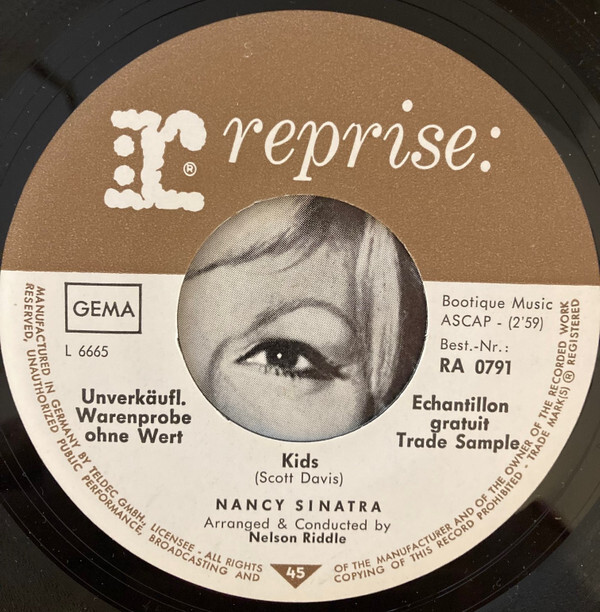 r®
reprise:
GEMA
L 6665
Bootique Music
ASCAP - (2'59)
Best.-Nr.:
RA 0791
Unverkäufl.
Warenprobe
ohne Wert
Echantillon
gratuit
Trade Sample
Kids
(Scott Davis)
NANCY SINATRA
Arranged & Conducted by
Nelson Riddle
MANUFACTURED IN GERMANY BY TELDEC GMBH., LICENSEE - ALL RIGHTS OF THE MANUFACTURER AND OF THE OWNER OF THE RECORDED WORK
RESERVED, UNAUTHORIZED PUBLIC PERFORMANCE, BROADCASTING AND COPYING OF THIS RECORD PROHIBITED - TRADE MARK(S) ® REGISTERED
45